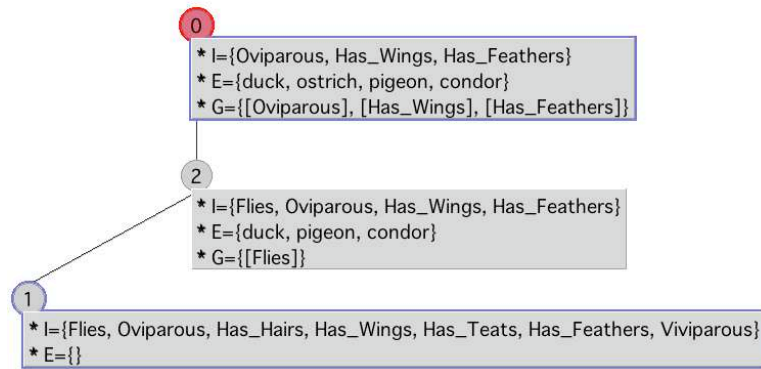 0
* I={Oviparous, Has_Wings, Has_Feathers}
* E={duck, ostrich, pigeon, condor}
* G={[Oviparous], [Has_Wings], [Has_Feathers]}
2
* I={Flies, Oviparous, Has_Wings, Has_Feathers}
* E={duck, pigeon, condor}
* G={[Flies]}
1
* I={Flies, Oviparous, Has_Hairs, Has_Wings, Has_Teats, Has_Feathers, Viviparous}
* E={}